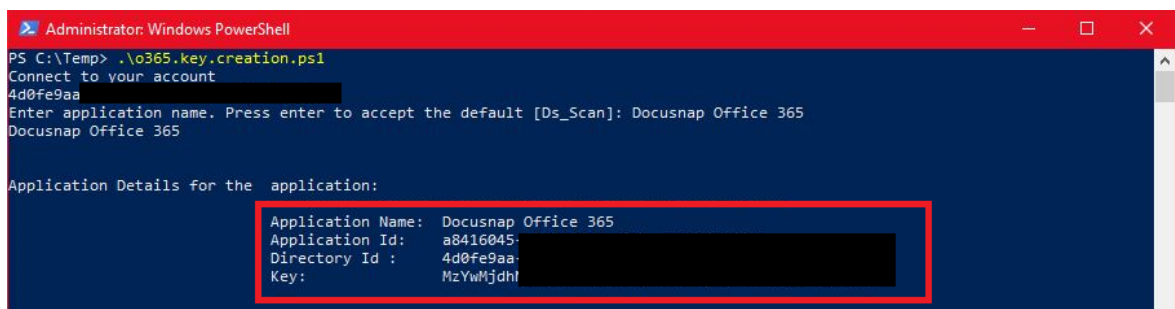 Administrator: Windows PowerShell
PS C:\Temp> .\o365.key.creation.ps1
Connect to your account
4d0fe9aa
Enter application name. Press enter to accept the default [Ds_Scan]: Docusnap Office 365
Docusnap Office 365
Application Details for the  application:
Application Name:  Docusnap Office 365
Application Id:    a8416045-
Directory Id :     4d0fe9aa-
Key:               MzYwMjdh